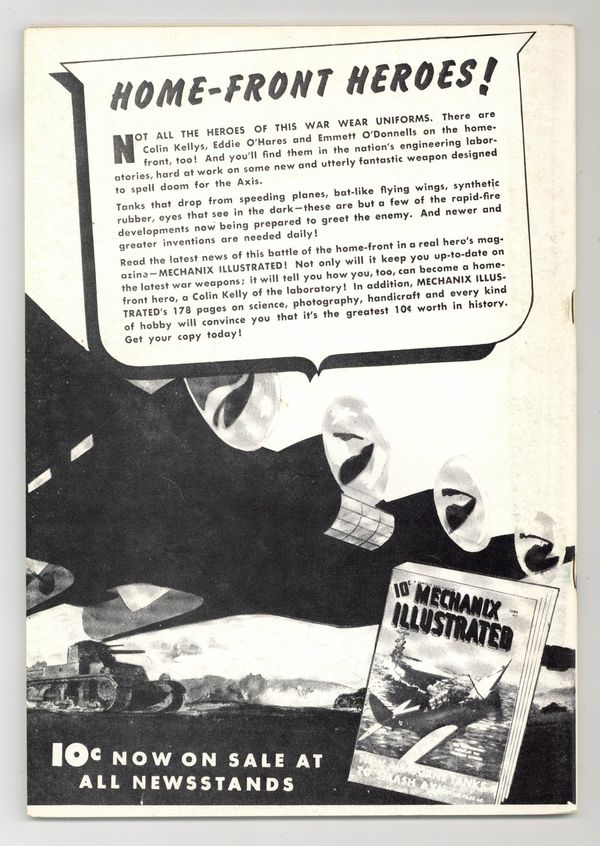 HOME-FRONT HEROES!
NOT ALL THE HEROES OF THIS WAR WEAR UNIFORMS. There are
Colin Kellys, Eddie O'Hares and Emmett O'Donnells on the home-
front, too! And you'll find them in the nation's engineering labor-
atories, hard at work on some new and utterly fantastic weapon designed
to spell doom for the Axis.
Tanks that drop from speeding planes, bat-like flying wings, synthetic
rubber, eyes that see in the dark—these are but a few of the rapid-fire
developments now being prepared to greet the enemy. And newer and
greater inventions are needed daily!
Read the latest news of this battle of the home-front in a real hero's mag-
azine—MECHANIX ILLUSTRATED! Not only will it keep you up-to-date on
the latest war weapons; it will tell you how you, too, can become a home-
front hero, a Colin Kelly of the laboratory! In addition, MECHANIX ILLUS-
TRATED's 178 pages on science, photography, handicraft and every kind
of hobby will convince you that it's the greatest 10¢ worth in history.
Get your copy today!
10¢ MECHANIX
ILLUSTRATED
10¢ NOW ON SALE AT
ALL NEWSSTANDS